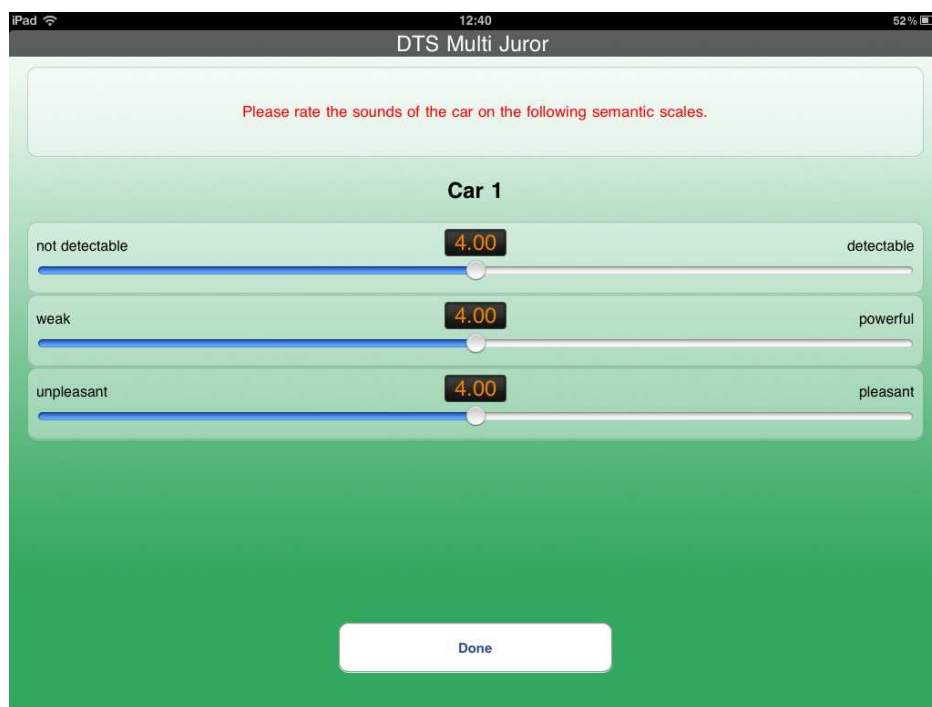 iPad 12:40 52%
DTS Multi Juror
Please rate the sounds of the car on the following semantic scales.
Car 1
not detectable 4.00 detectable
weak 4.00 powerful
unpleasant 4.00 pleasant
Done